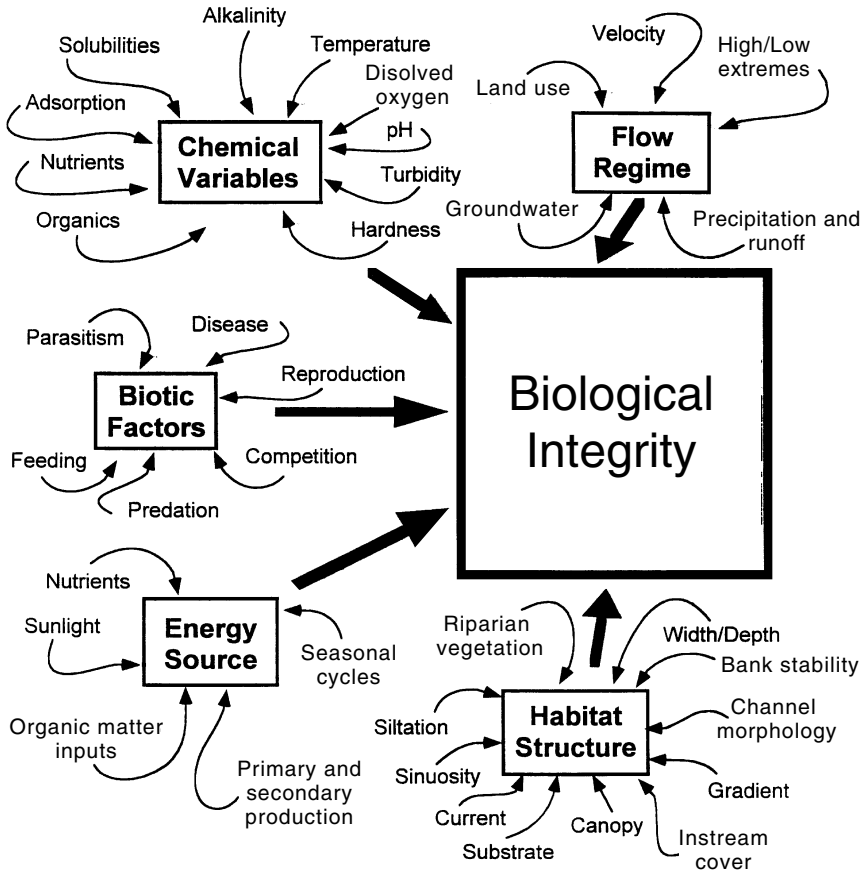 Alkalinity
Solubilities
Temperature
Adsorption
Disolved
oxygen
Chemical
Variables
pH
Nutrients
Turbidity
Organics
Hardness
Velocity
High/Low
extremes
Land use
Flow
Regime
Groundwater
Precipitation and
runoff
Parasitism
Disease
Biotic
Factors
Reproduction
Feeding
Competition
Predation
Biological
Integrity
Nutrients
Sunlight
Energy
Source
Seasonal
cycles
Organic matter
inputs
Primary and
secondary
production
Riparian
vegetation
Width/Depth
Bank stability
Siltation
Habitat
Structure
Channel
morphology
Sinuosity
Gradient
Current
Canopy
Substrate
Instream
cover